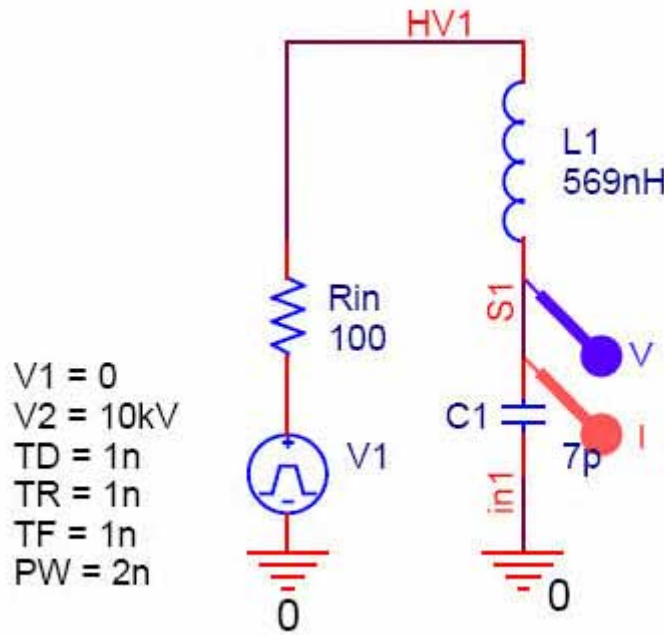 HV1
L1
569nH
S1
Rin
100
V
V1 = 0
V2 = 10kV
TD = 1n
TR = 1n
TF = 1n
PW = 2n
V1
C1
7p
I
in1
0
0